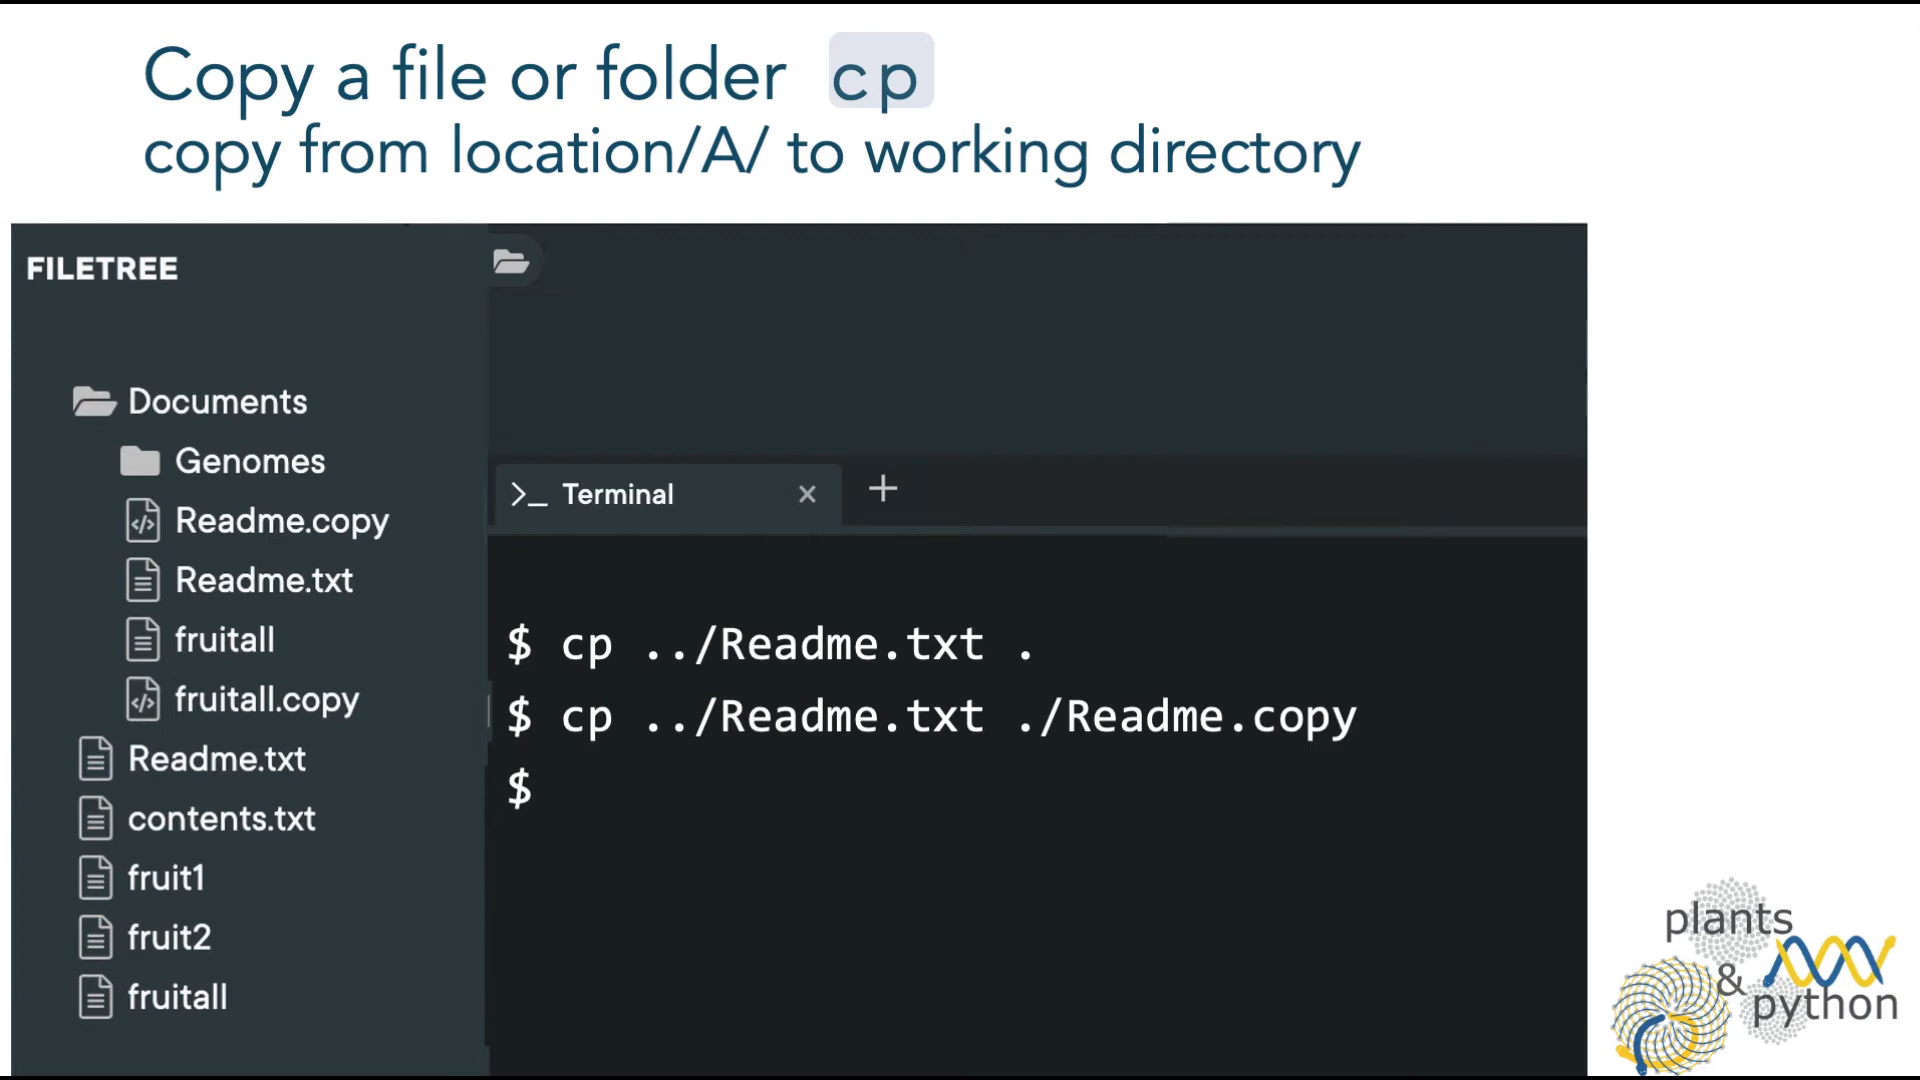 Copy a file or folder cp
copy from location/A/ to working directory
FILETREE
Documents
Genomes
Readme.copy
Readme.txt
fruitall
fruitall.copy
Readme.txt
contents.txt
fruit1
fruit2
fruitall
>_ Terminal × +
$ cp ../Readme.txt .
$ cp ../Readme.txt ./Readme.copy
$
plants
&
python